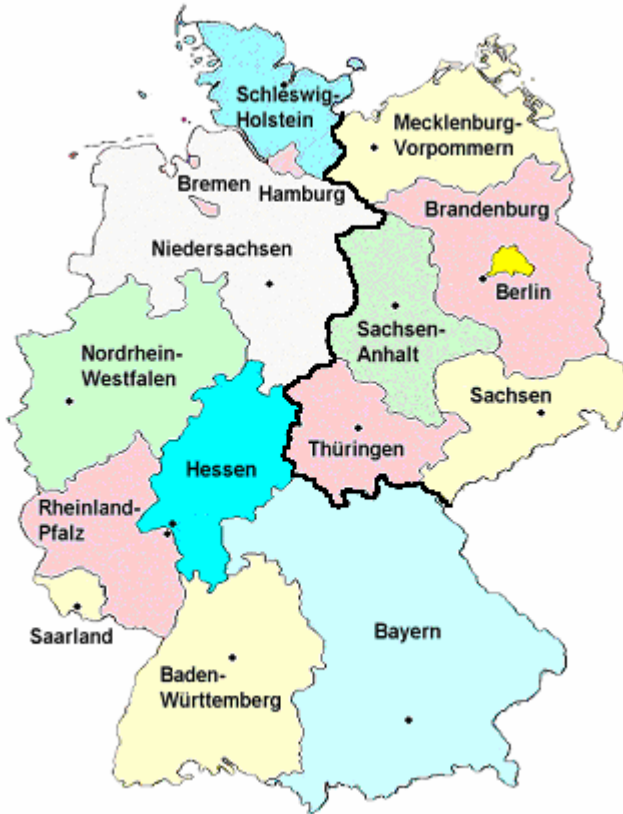 Schleswig-
Holstein
Mecklenburg-
Vorpommern
Bremen
Hamburg
Brandenburg
Niedersachsen
Berlin
Sachsen-
Anhalt
Nordrhein-
Westfalen
Sachsen
Thüringen
Hessen
Rheinland-
Pfalz
Saarland
Bayern
Baden-
Württemberg